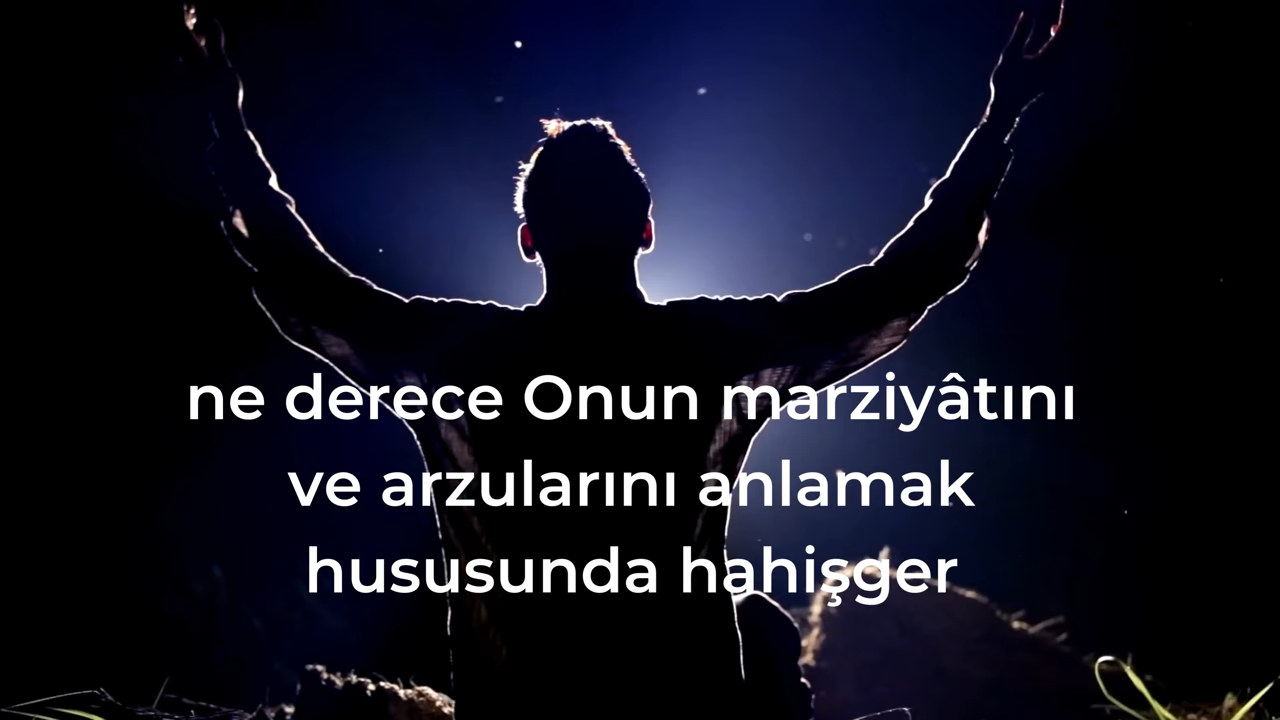 ne derece Onun marziyâtını
ve arzularını anlamak
hususunda hahişger